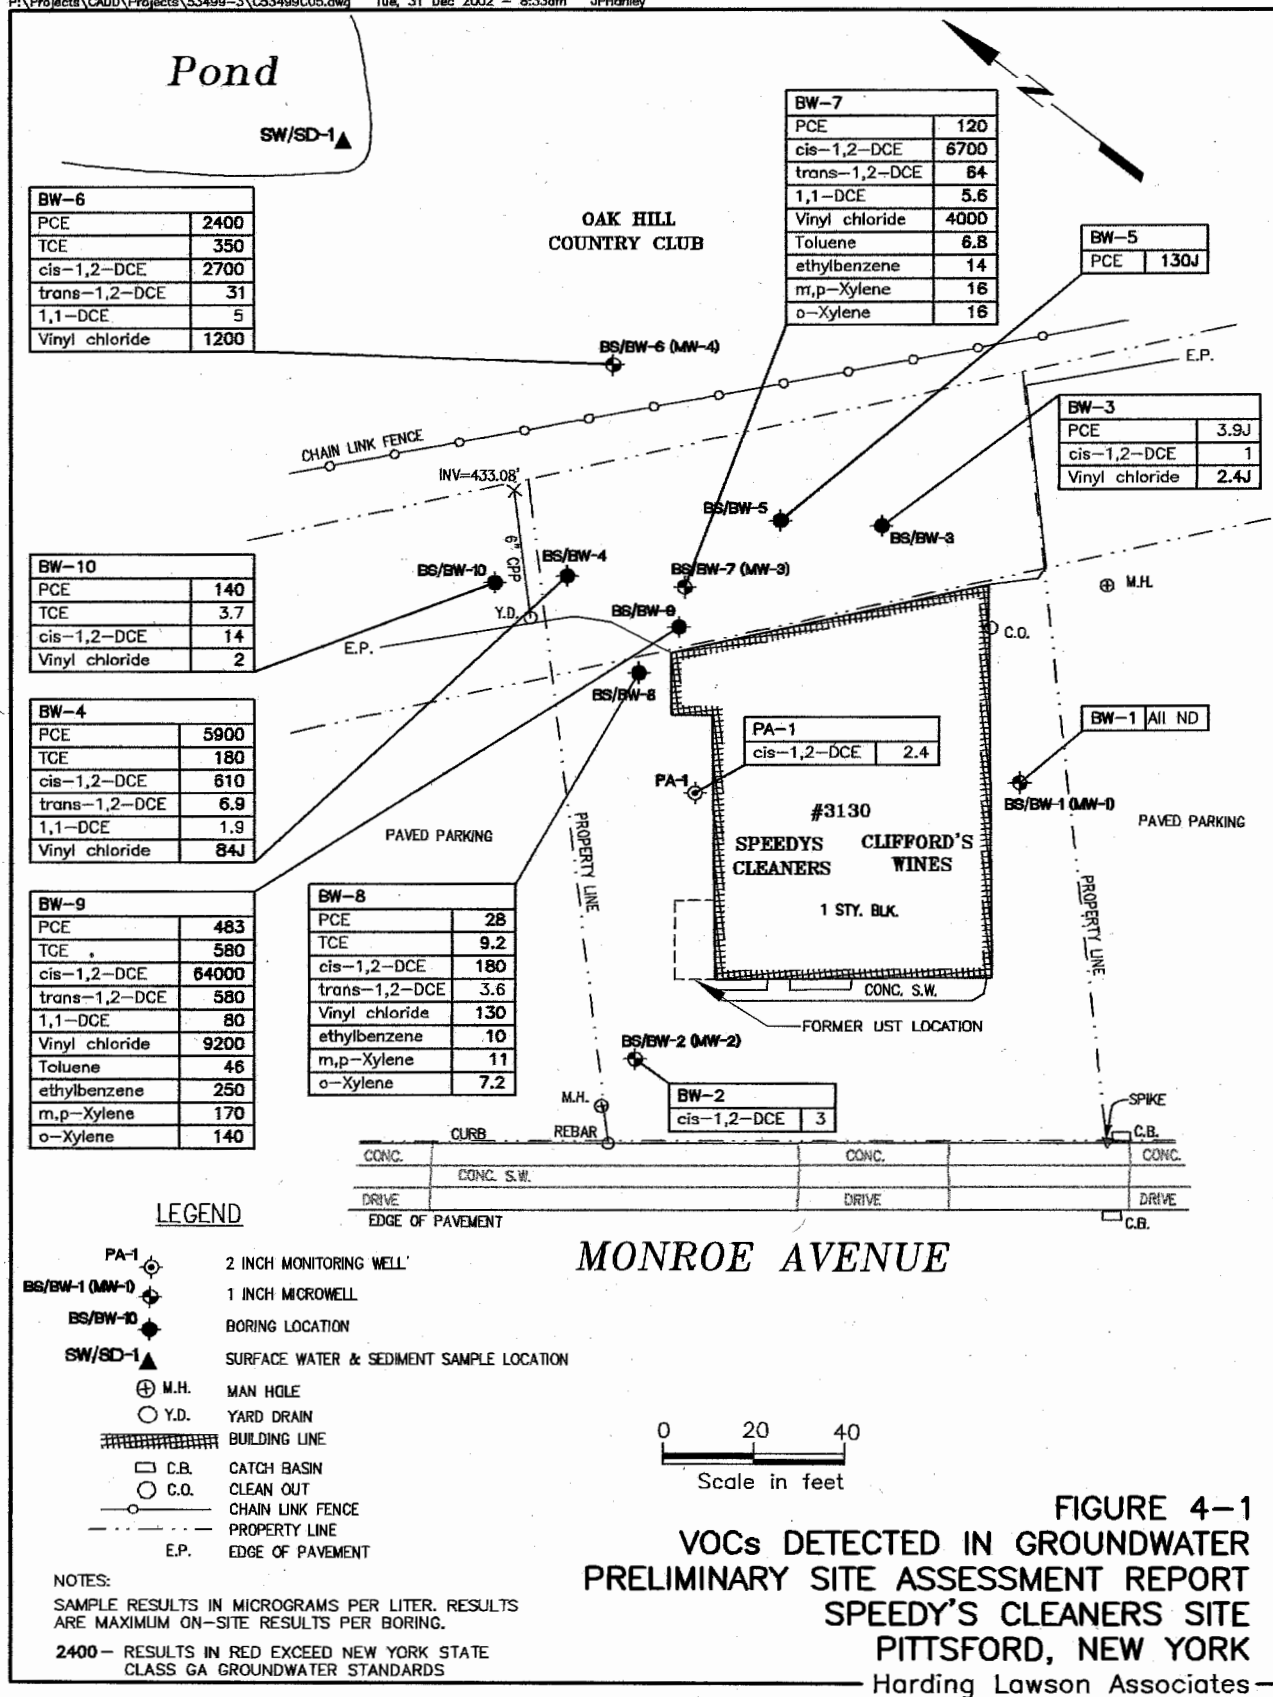 P:\Projects\CADD\Projects\53499-3\C53499C05.dwg Tue, 31 Dec 2002 - 8:33am JPHanley
Pond
SW/SD-1
BW-7
PCE 120
cis-1,2-DCE 6700
trans-1,2-DCE 64
1,1-DCE 5.6
Vinyl chloride 4000
Toluene 6.8
ethylbenzene 14
m,p-Xylene 16
o-Xylene 16
BW-6
PCE 2400
TCE 350
cis-1,2-DCE 2700
trans-1,2-DCE 31
1,1-DCE 5
Vinyl chloride 1200
OAK HILL
COUNTRY CLUB
BW-5
PCE 130J
BS/BW-6 (MW-4)
E.P.
BW-3
PCE 3.9J
cis-1,2-DCE 1
Vinyl chloride 2.4J
CHAIN LINK FENCE
INV=433.08'
6" CPP
BS/BW-5
BS/BW-3
BS/BW-10
BS/BW-4
BS/BW-7 (MW-3)
M.H.
BW-10
PCE 140
TCE 3.7
cis-1,2-DCE 14
Vinyl chloride 2
Y.D.
BS/BW-9
C.O.
E.P.
BS/BW-8
BW-4
PCE 5900
TCE 180
cis-1,2-DCE 610
trans-1,2-DCE 6.9
1,1-DCE 1.9
Vinyl chloride 84J
PA-1
cis-1,2-DCE 2.4
BW-1 All ND
PA-1
BS/BW-1 (MW-1)
#3130
SPEEDYS
CLEANERS
CLIFFORD'S
WINES
1 STY. BLK.
PAVED PARKING
PAVED PARKING
PROPERTY LINE
PROPERTY LINE
BW-9
PCE 483
TCE 580
cis-1,2-DCE 64000
trans-1,2-DCE 580
1,1-DCE 80
Vinyl chloride 9200
Toluene 46
ethylbenzene 250
m,p-Xylene 170
o-Xylene 140
BW-8
PCE 28
TCE 9.2
cis-1,2-DCE 180
trans-1,2-DCE 3.6
Vinyl chloride 130
ethylbenzene 10
m,p-Xylene 11
o-Xylene 7.2
CONC. S.W.
FORMER UST LOCATION
BS/BW-2 (MW-2)
BW-2
cis-1,2-DCE 3
M.H.
SPIKE
CURB
REBAR
C.B.
CONC. CONC. CONC.
CONC. S.W.
DRIVE DRIVE DRIVE
EDGE OF PAVEMENT
C.B.
MONROE AVENUE
LEGEND
PA-1 2 INCH MONITORING WELL
BS/BW-1 (MW-1) 1 INCH MICROWELL
BS/BW-10 BORING LOCATION
SW/SD-1 SURFACE WATER & SEDIMENT SAMPLE LOCATION
M.H. MAN HOLE
Y.D. YARD DRAIN
BUILDING LINE
C.B. CATCH BASIN
C.O. CLEAN OUT
CHAIN LINK FENCE
PROPERTY LINE
E.P. EDGE OF PAVEMENT
0 20 40
Scale in feet
NOTES:
SAMPLE RESULTS IN MICROGRAMS PER LITER. RESULTS
ARE MAXIMUM ON-SITE RESULTS PER BORING.
2400 - RESULTS IN RED EXCEED NEW YORK STATE
CLASS GA GROUNDWATER STANDARDS
FIGURE 4-1
VOCs DETECTED IN GROUNDWATER
PRELIMINARY SITE ASSESSMENT REPORT
SPEEDY'S CLEANERS SITE
PITTSFORD, NEW YORK
Harding Lawson Associates